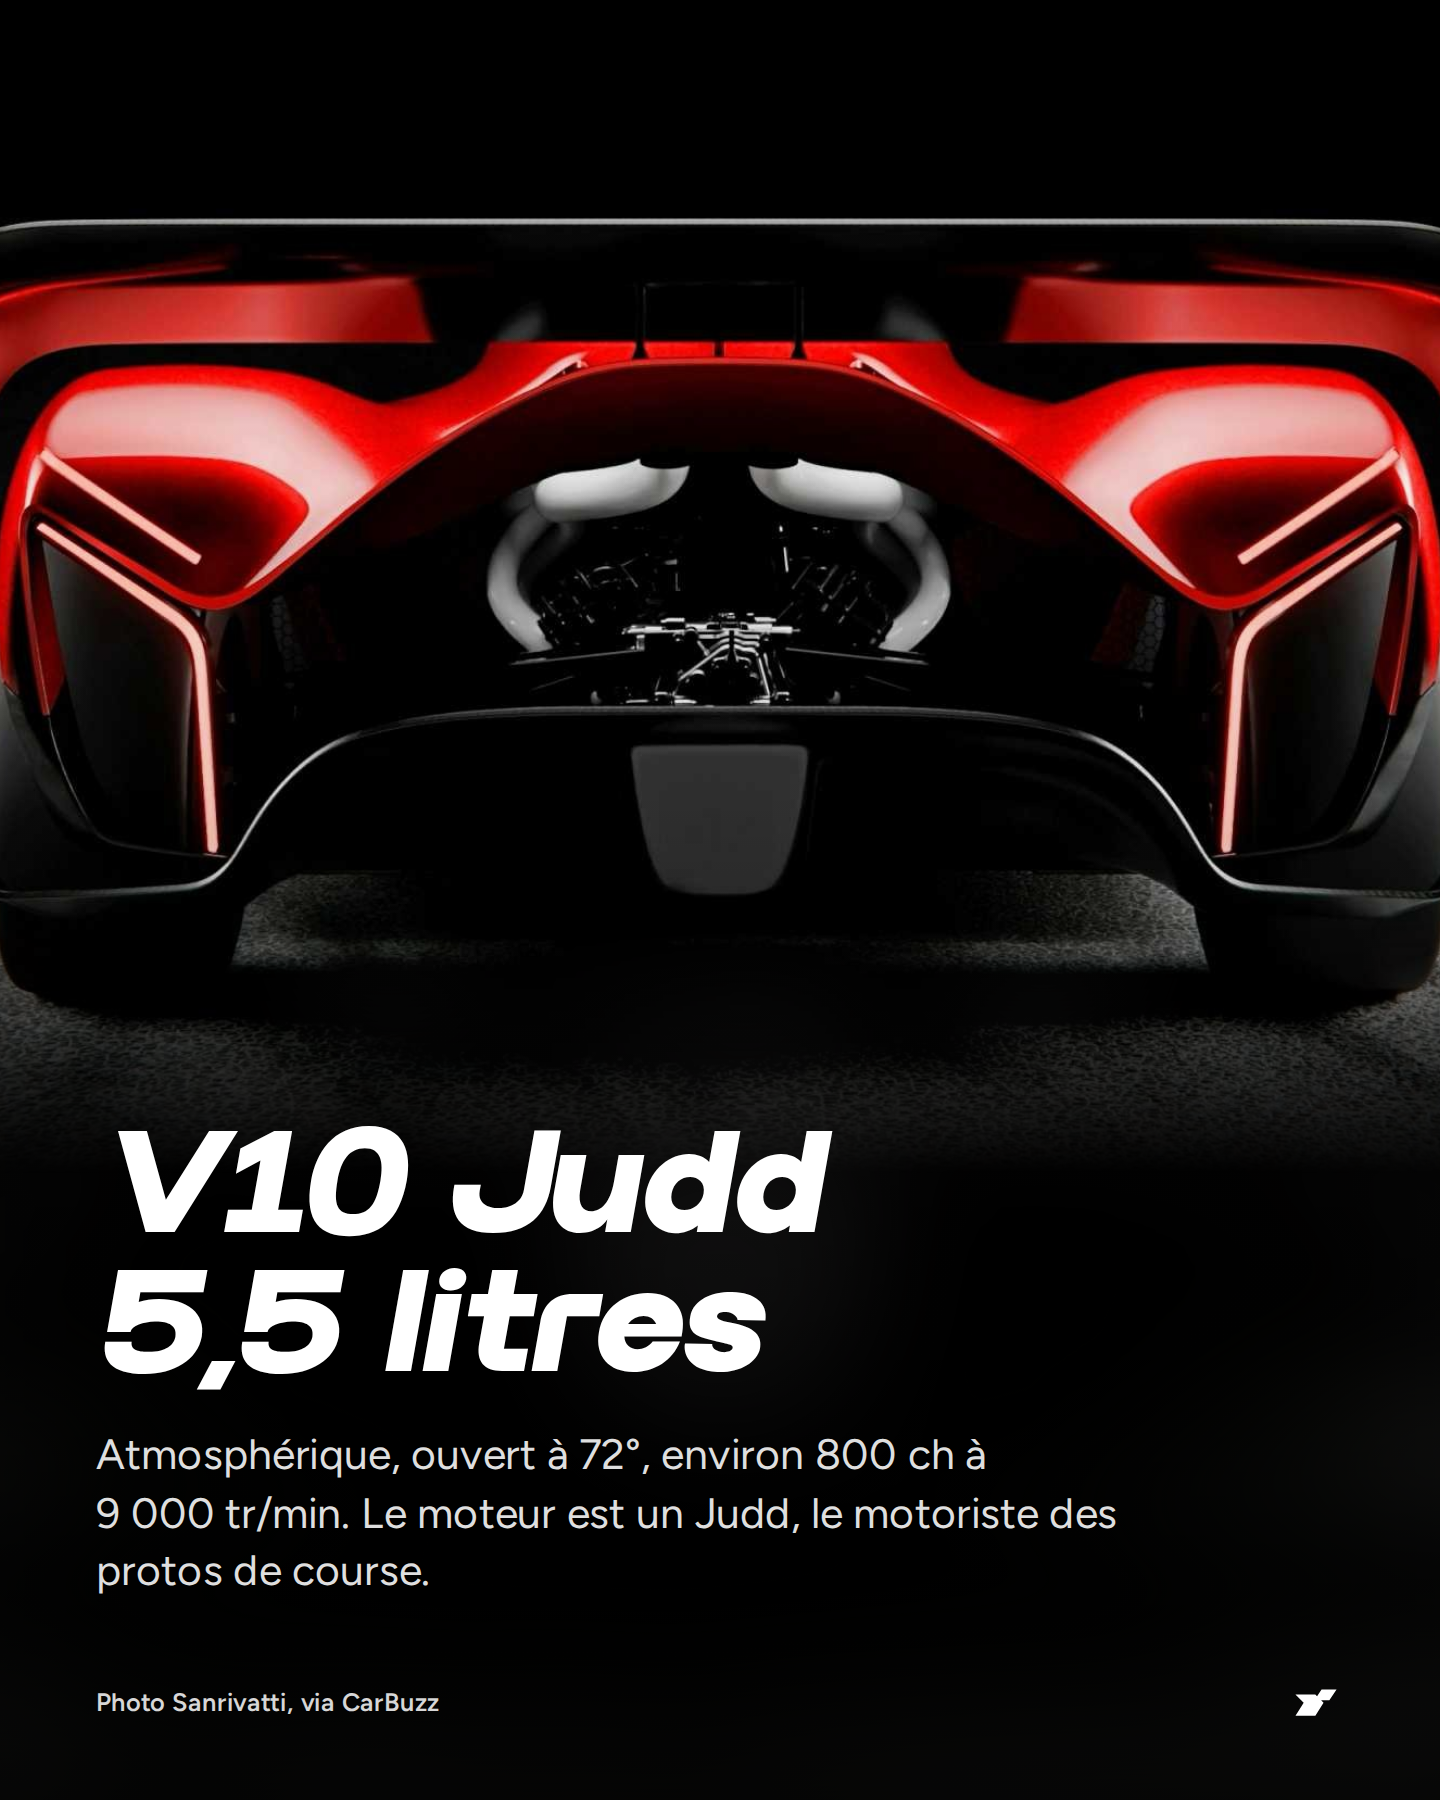 V10 Judd
5,5 litres
Atmosphérique, ouvert à 72°, environ 800 ch à
9 000 tr/min. Le moteur est un Judd, le motoriste des
protos de course.
Photo Sanrivatti, via CarBuzz